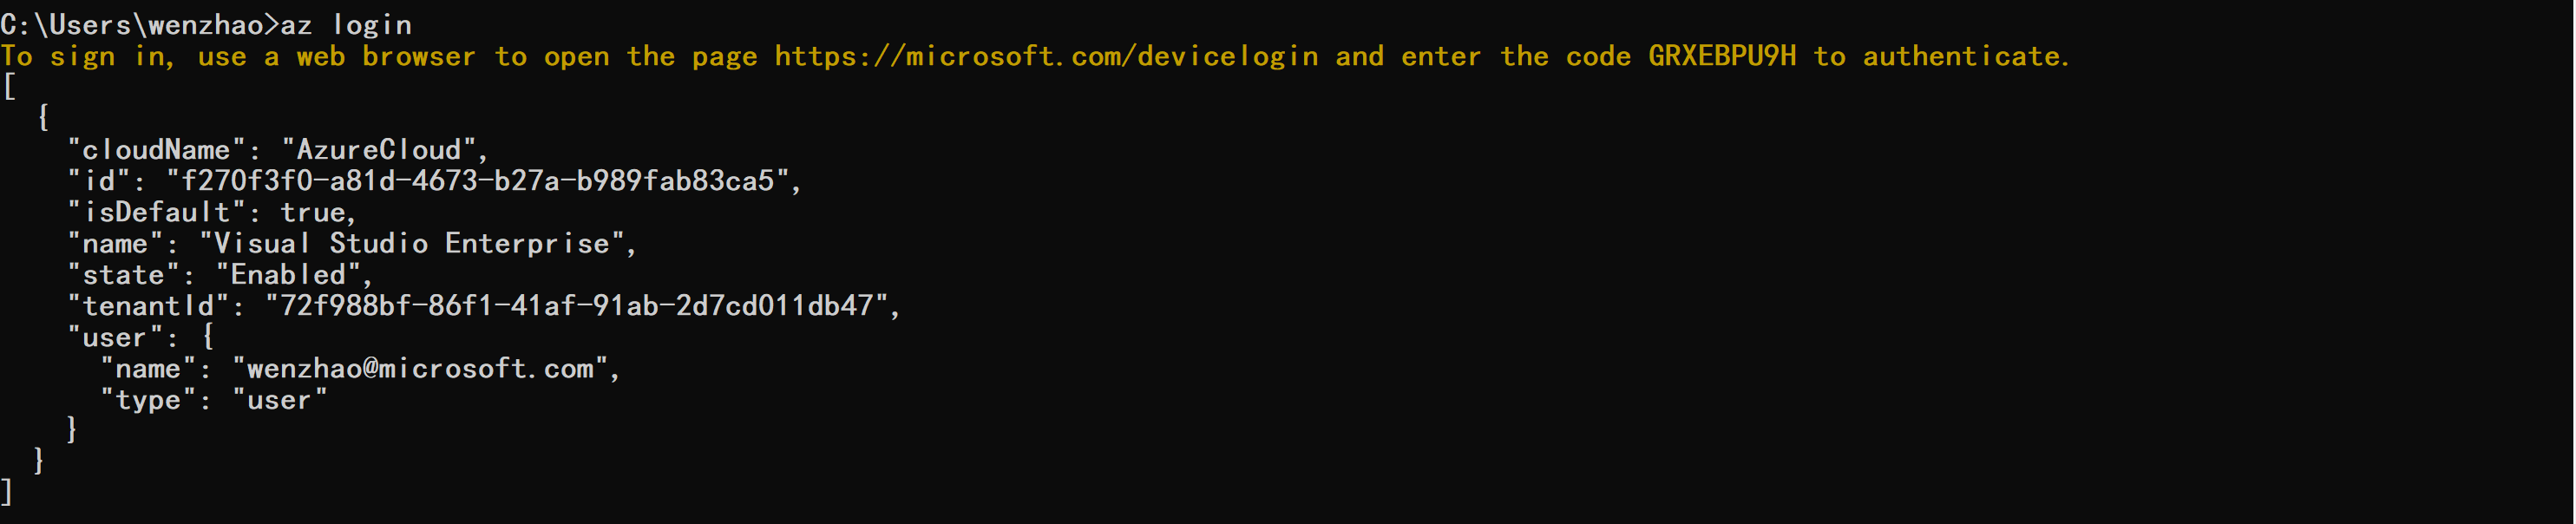 C:\Users\wenzhao>az login
To sign in, use a web browser to open the page https://microsoft.com/devicelogin and enter the code GRXEBPU9H to authenticate.
[
  {
    "cloudName": "AzureCloud",
    "id": "f270f3f0-a81d-4673-b27a-b989fab83ca5",
    "isDefault": true,
    "name": "Visual Studio Enterprise",
    "state": "Enabled",
    "tenantId": "72f988bf-86f1-41af-91ab-2d7cd011db47",
    "user": {
      "name": "wenzhao@microsoft.com",
      "type": "user"
    }
  }
]